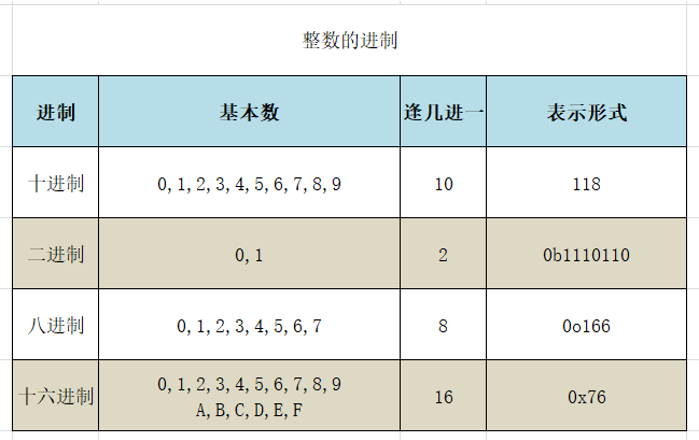 整数的进制
进制 基本数 逢几进一 表示形式
十进制 0,1,2,3,4,5,6,7,8,9 10 118
二进制 0,1 2 0b1110110
八进制 0,1,2,3,4,5,6,7 8 0o166
十六进制 0,1,2,3,4,5,6,7,8,9 16 0x76
A,B,C,D,E,F